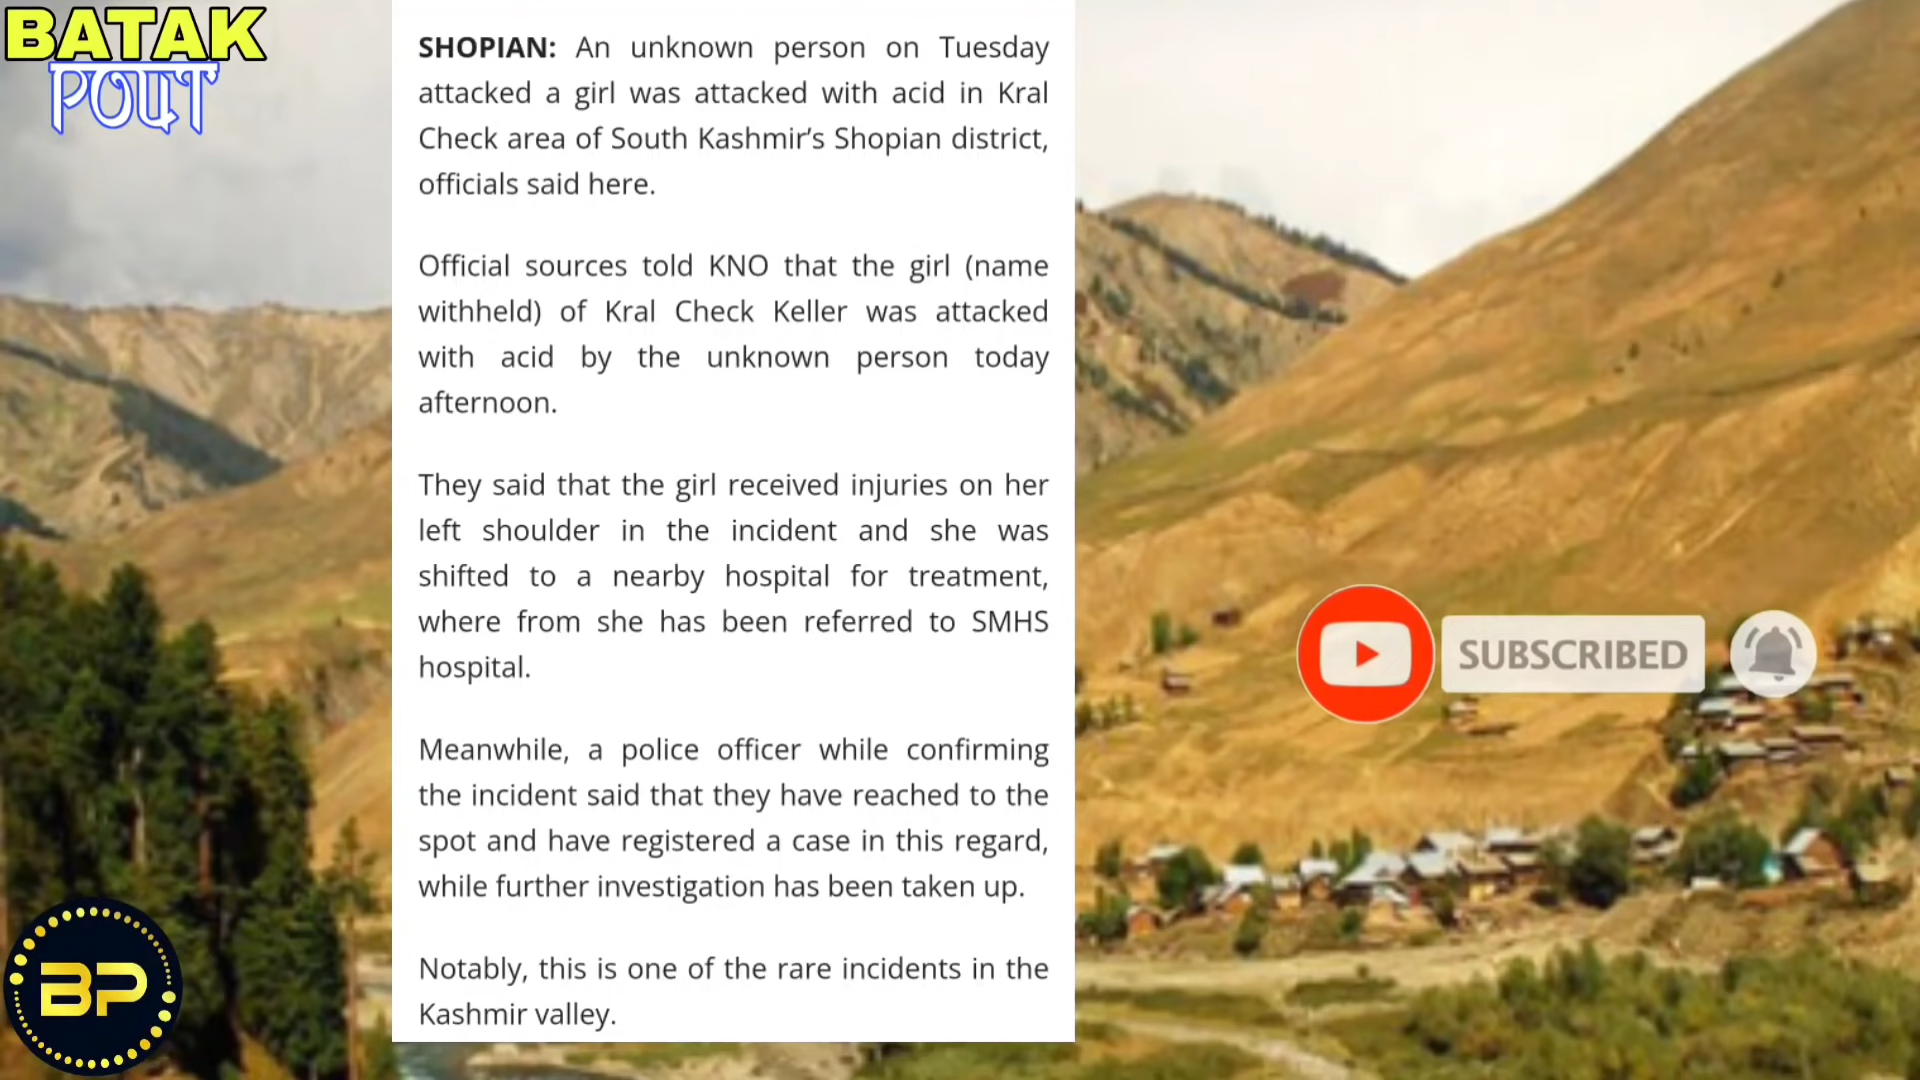 BATAK
POUT
SHOPIAN: An unknown person on Tuesday
attacked a girl was attacked with acid in Kral
Check area of South Kashmir’s Shopian district,
officials said here.
Official sources told KNO that the girl (name
withheld) of Kral Check Keller was attacked
with acid by the unknown person today
afternoon.
They said that the girl received injuries on her
left shoulder in the incident and she was
shifted to a nearby hospital for treatment,
where from she has been referred to SMHS
hospital.
Meanwhile, a police officer while confirming
the incident said that they have reached to the
spot and have registered a case in this regard,
while further investigation has been taken up.
Notably, this is one of the rare incidents in the
Kashmir valley.
SUBSCRIBED
BP